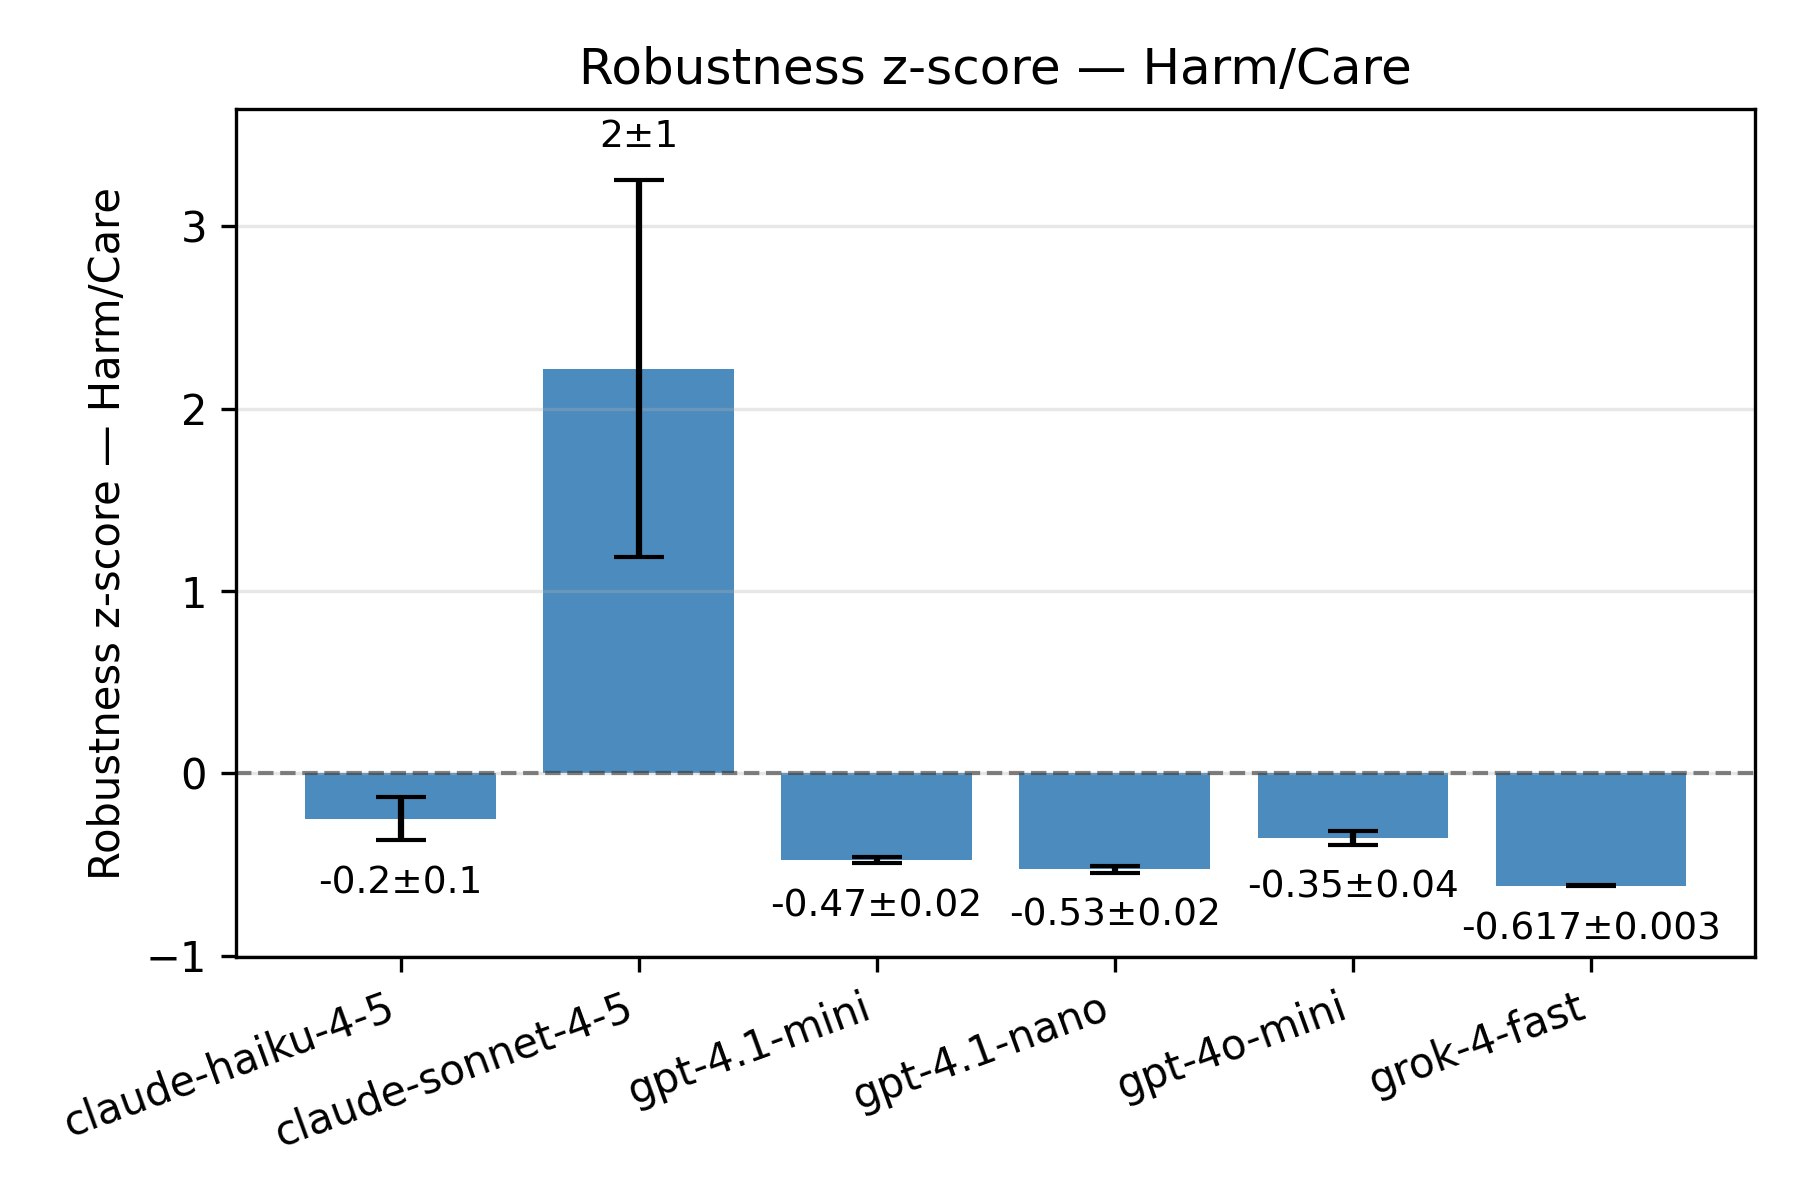 Robustness z-score — Harm/Care
Robustness z-score — Harm/Care
3
2
1
0
−1
2±1
-0.2±0.1
-0.47±0.02
-0.53±0.02
-0.35±0.04
-0.617±0.003
claude-haiku-4-5
claude-sonnet-4-5
gpt-4.1-mini
gpt-4.1-nano
gpt-4o-mini
grok-4-fast